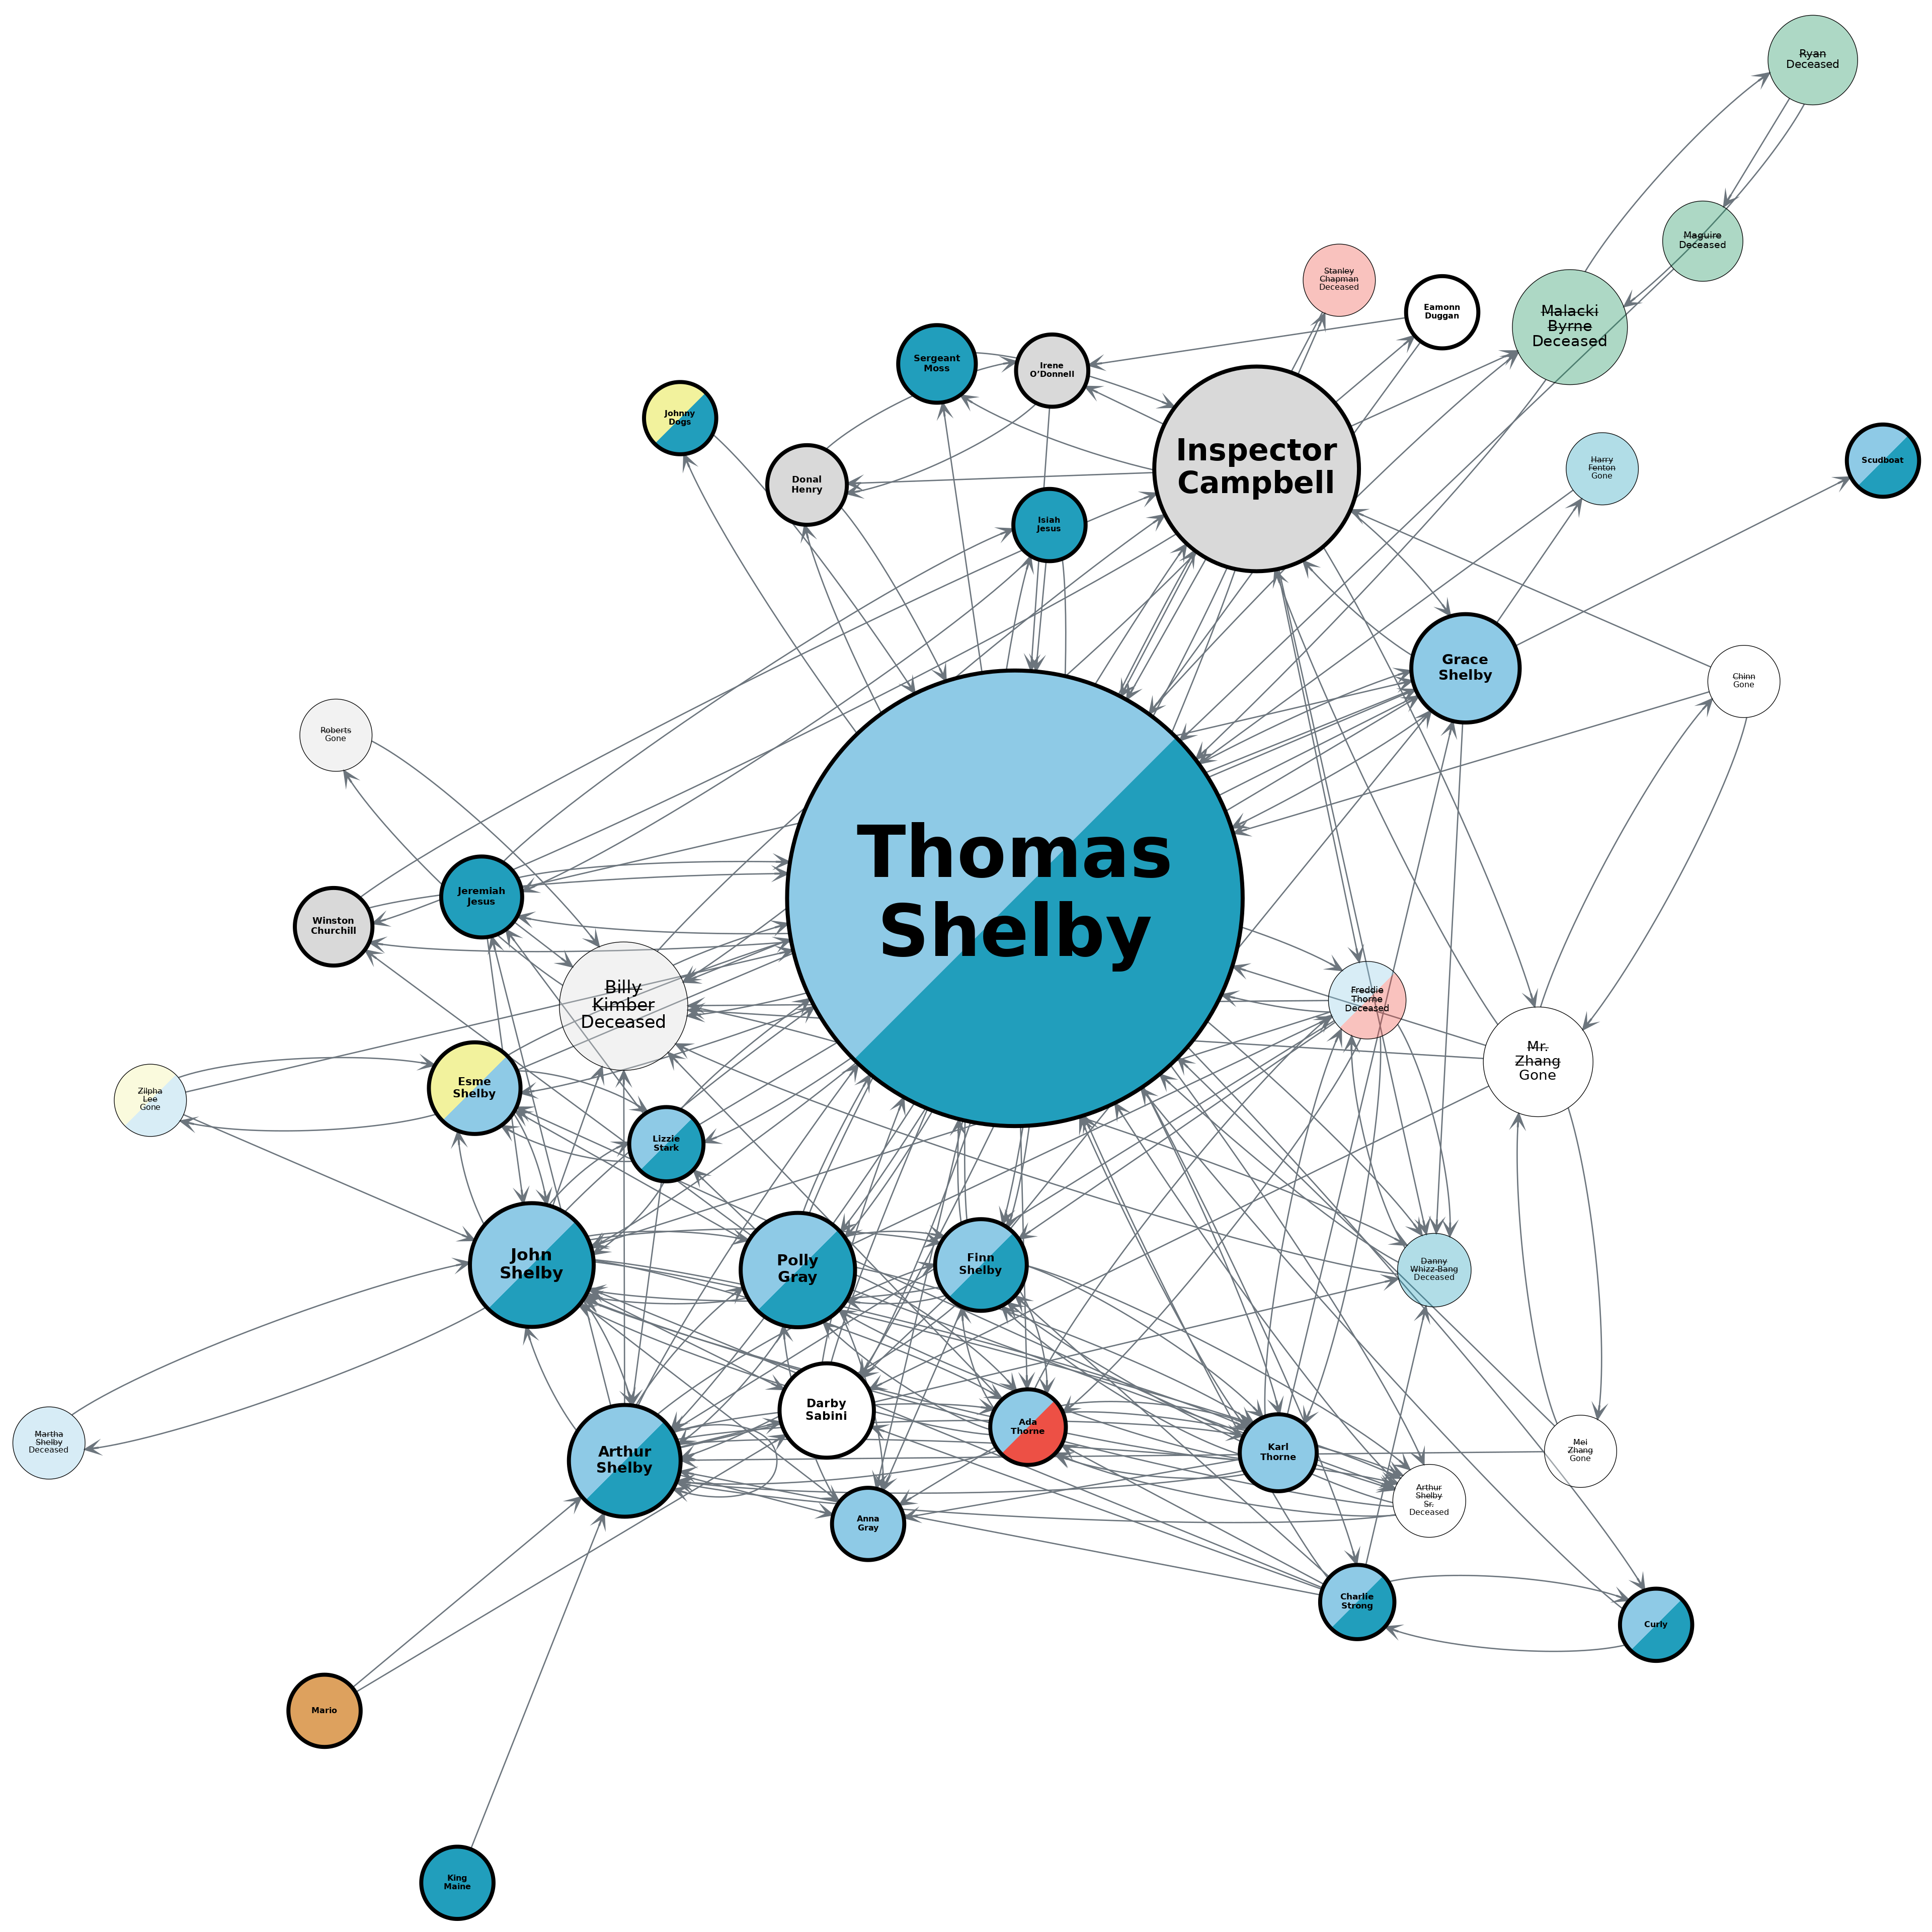 Ryan
Deceased
Maguire
Deceased
Stanley
Chapman
Deceased
Eamonn
Duggan
Malacki
Byrne
Deceased
Sergeant
Moss
Irene
O’Donnell
Johnny
Dogs
Inspector
Campbell
Harry
Fenton
Gone
Scudboat
Donal
Henry
Isiah
Jesus
Grace
Shelby
Chinn
Gone
Roberts
Gone
Thomas
Shelby
Jeremiah
Jesus
Winston
Churchill
Billy
Kimber
Deceased
Freddie
Thorne
Deceased
Mr.
Zhang
Gone
Zilpha
Lee
Gone
Esme
Shelby
Lizzie
Stark
John
Shelby
Polly
Gray
Finn
Shelby
Danny
Whizz-Bang
Deceased
Darby
Sabini
Ada
Thorne
Karl
Thorne
Martha
Shelby
Deceased
Arthur
Shelby
Mei
Zhang
Gone
Arthur
Shelby
Sr.
Deceased
Anna
Gray
Charlie
Strong
Curly
Mario
King
Maine